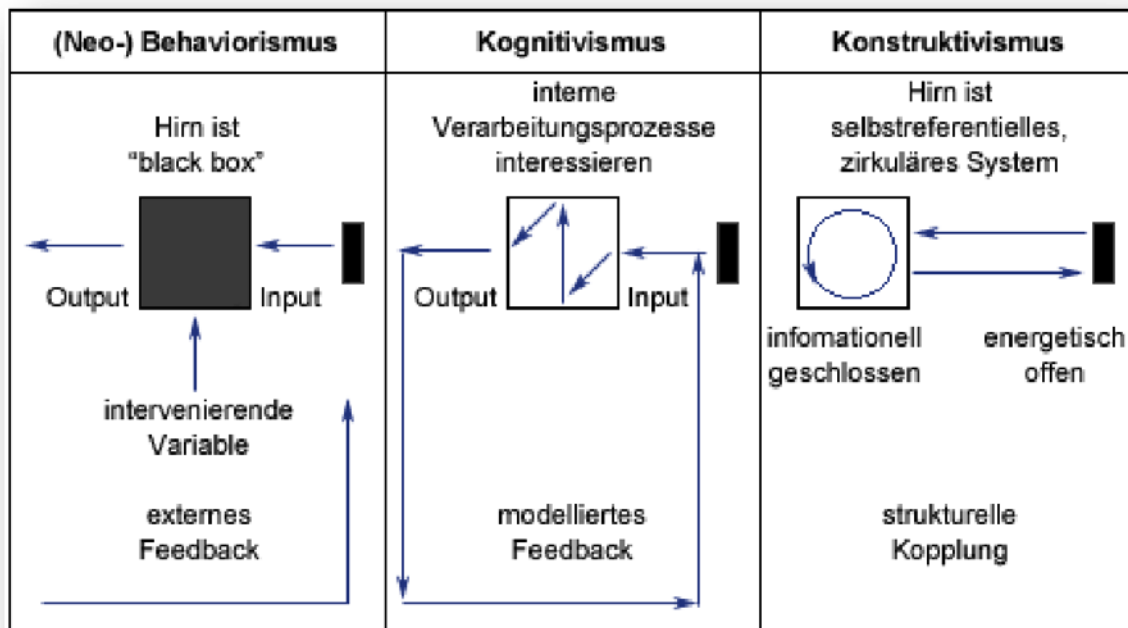 (Neo-) Behaviorismus
Hirn ist
“black box”
Output
Input
intervenierende
Variable
externes
Feedback
Kognitivismus
interne
Verarbeitungsprozesse
interessieren
Output
Input
modelliertes
Feedback
Konstruktivismus
Hirn ist
selbstreferentielles,
zirkuläres System
infomationell
geschlossen
energetisch
offen
strukturelle
Kopplung